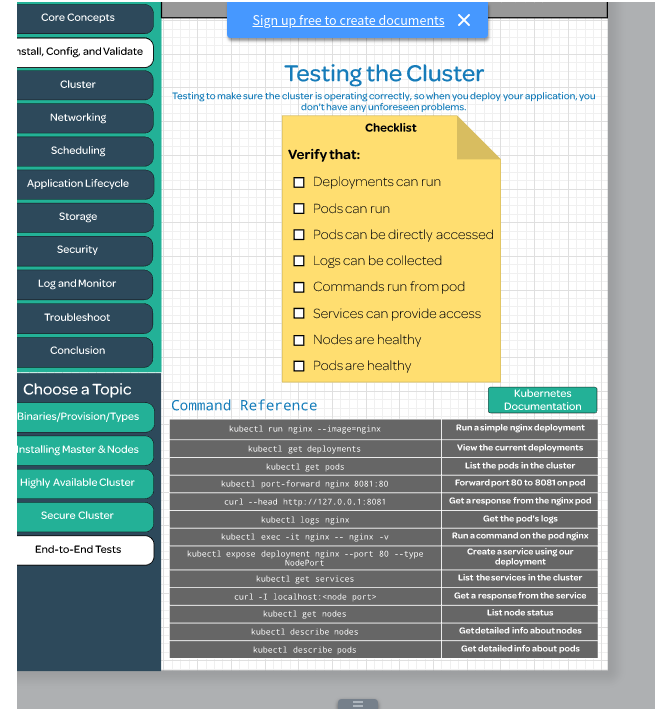 Sign up free to create documents
Core Concepts
nstall, Config, and Validate
Cluster
Networking
Scheduling
Application Lifecycle
Storage
Security
Log and Monitor
Troubleshoot
Conclusion
Choose a Topic
Binaries/Provision/Types
Installing Master & Nodes
Highly Available Cluster
Secure Cluster
End-to-End Tests
Testing the Cluster
Testing to make sure the cluster is operating correctly, so when you deploy your application, you
don't have any unforeseen problems.
Checklist
Verify that:
Deployments can run
Pods can run
Pods can be directly accessed
Logs can be collected
Commands run from pod
Services can provide access
Nodes are healthy
Pods are healthy
Command Reference
Kubernetes
Documentation
kubectl run nginx --image=nginx
Run a simple nginx deployment
kubectl get deployments
View the current deployments
kubectl get pods
List the pods in the cluster
kubectl port-forward nginx 8081:80
Forward port 80 to 8081 on pod
curl --head http://127.0.0.1:8081
Get a response from the nginx pod
kubectl logs nginx
Get the pod's logs
kubectl exec -it nginx -- nginx -v
Run a command on the pod nginx
kubectl expose deployment nginx --port 80 --type
NodePort
Create a service using our
deployment
kubectl get services
List the services in the cluster
curl -I localhost:<node port>
Get a response from the service
kubectl get nodes
List node status
kubectl describe nodes
Get detailed info about nodes
kubectl describe pods
Get detailed info about pods